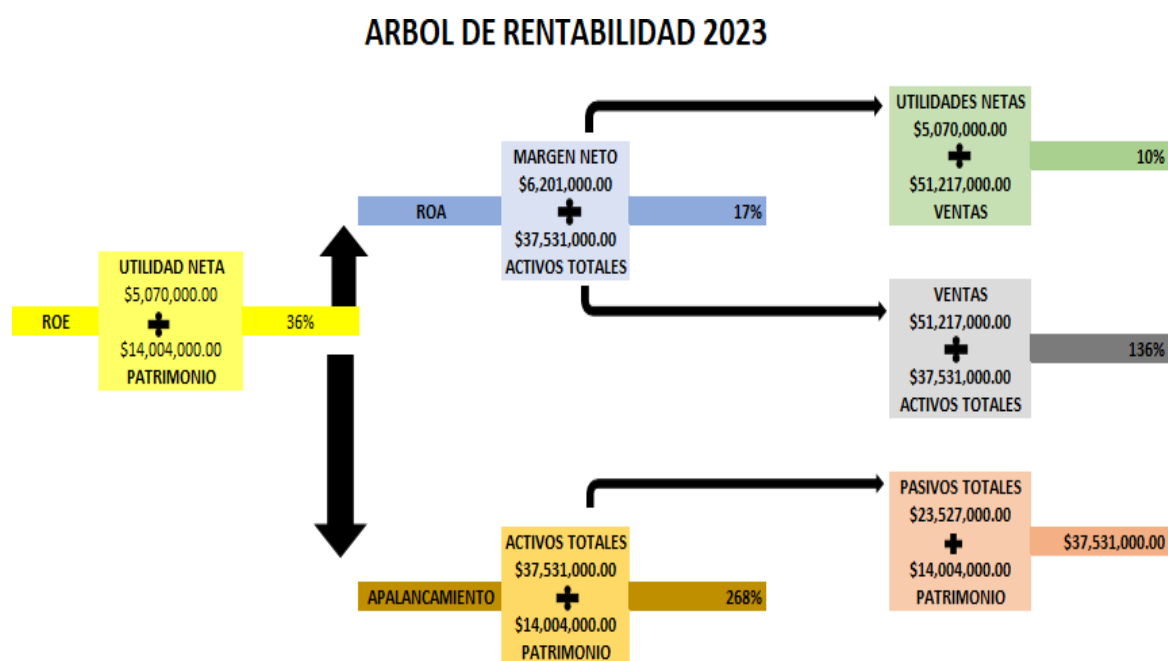 ARBOL DE RENTABILIDAD 2023
ROE
UTILIDAD NETA
$5,070,000.00
$14,004,000.00
PATRIMONIO
36%
ROA
MARGEN NETO
$6,201,000.00
$37,531,000.00
ACTIVOS TOTALES
17%
UTILIDADES NETAS
$5,070,000.00
$51,217,000.00
VENTAS
10%
VENTAS
$51,217,000.00
$37,531,000.00
ACTIVOS TOTALES
136%
APALANCAMIENTO
ACTIVOS TOTALES
$37,531,000.00
$14,004,000.00
PATRIMONIO
268%
PASIVOS TOTALES
$23,527,000.00
$14,004,000.00
PATRIMONIO
$37,531,000.00